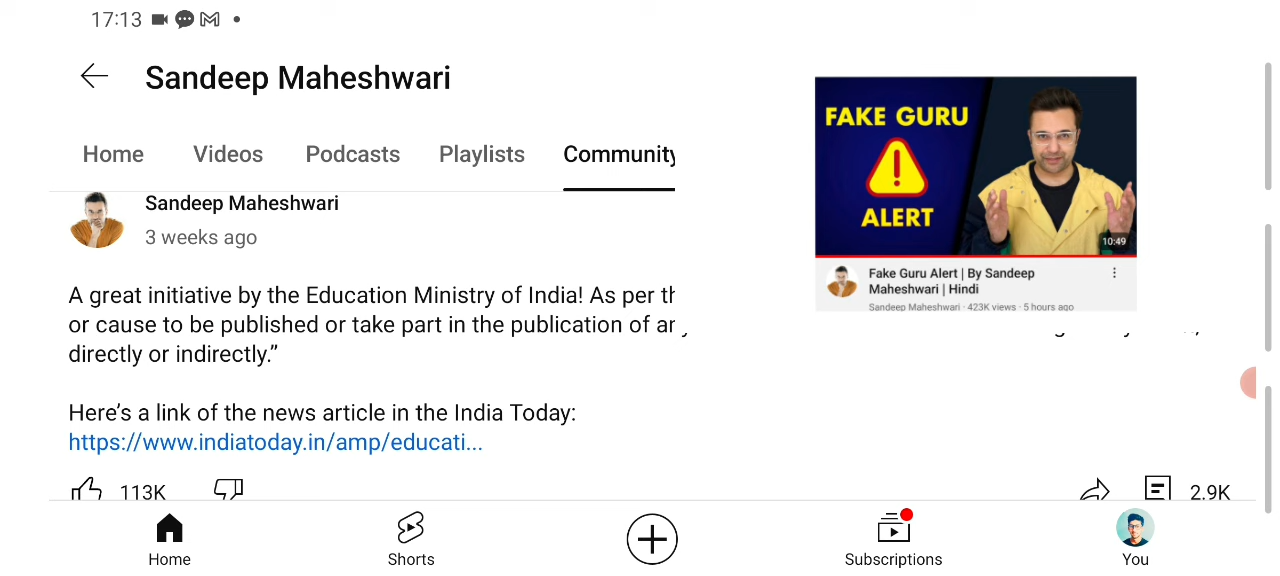 17:13
Sandeep Maheshwari
Home Videos Podcasts Playlists Community
Sandeep Maheshwari
3 weeks ago
A great initiative by the Education Ministry of India! As per
or cause to be published or take part in the publication of
directly or indirectly.”
Here’s a link of the news article in the India Today:
https://www.indiatoday.in/amp/educati...
113K
2.9K
FAKE GURU
ALERT
10:49
Fake Guru Alert | By Sandeep
Maheshwari | Hindi
Sandeep Maheshwari · 423K views · 5 hours ago
Home Shorts Subscriptions You